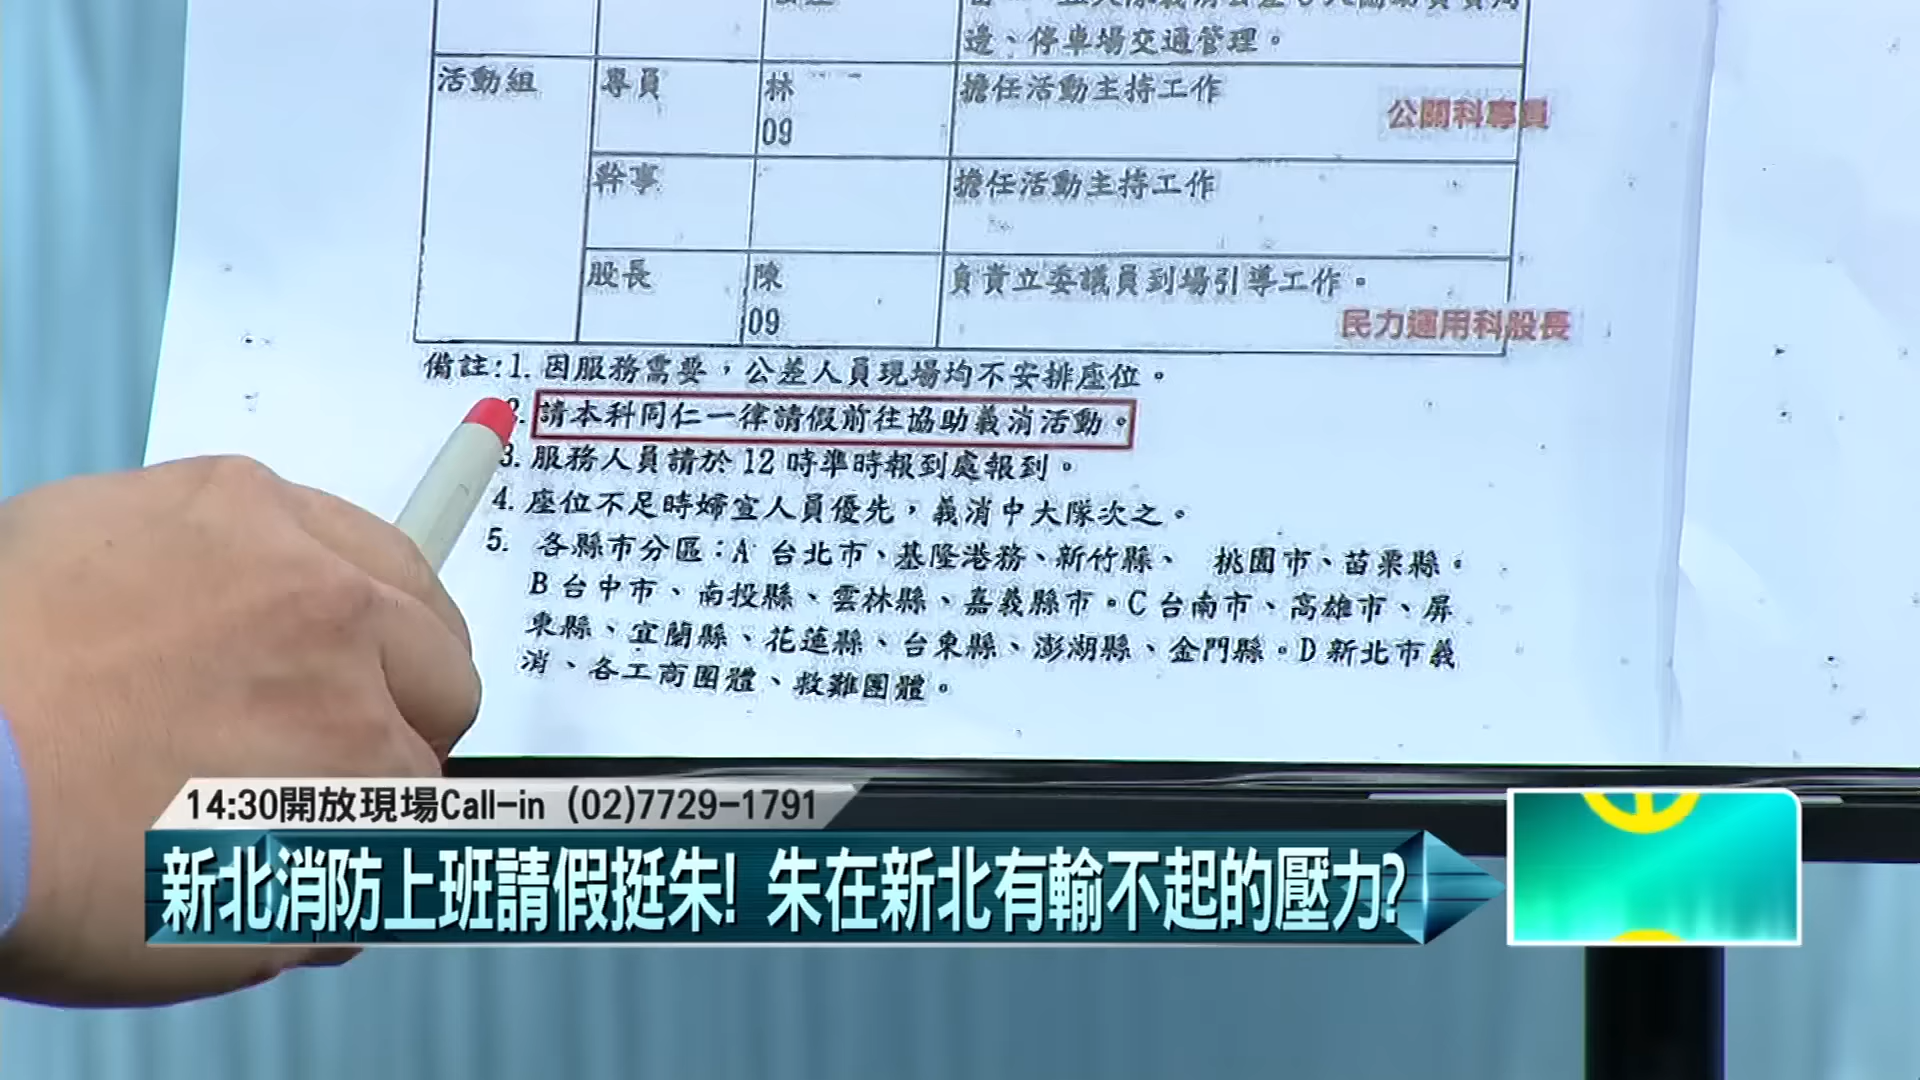 邊、停車場交通管理。
活動組 專員 林 擔任活動主持工作
09
公關科專員
幹事 擔任活動主持工作
股長 陳 負責立委議員到場引導工作。
09
民力運用科股長
備註:1. 因服務需要，公差人員現場均不安排座位。
2. 請本科同仁一律請假前往協助義消活動。
3. 服務人員請於 12 時準時報到處報到。
4. 座位不足時婦宣人員優先，義消中大隊次之。
5. 各縣市分區：A 台北市、基隆港務、新竹縣、 桃園市、苗栗縣。
B 台中市、南投縣、雲林縣、嘉義縣市。C 台南市、高雄市、屏
東縣、宜蘭縣、花蓮縣、台東縣、澎湖縣、金門縣。D 新北市義
消、各工商團體、救難團體。
14:30開放現場Call-in (02)7729-1791
新北消防上班請假挺朱! 朱在新北有輸不起的壓力?